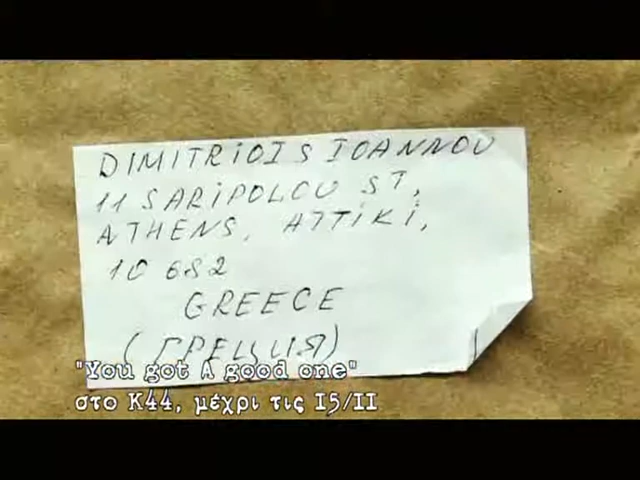 DIMITRIOIS IOANNOU
11 SARIPOLOU ST,
ATHENS, ATTIKI,
10 682
GREECE
(ГРЕЦИЯ)
"You got A good one"
στο Κ44, μέχρι τις 15/11